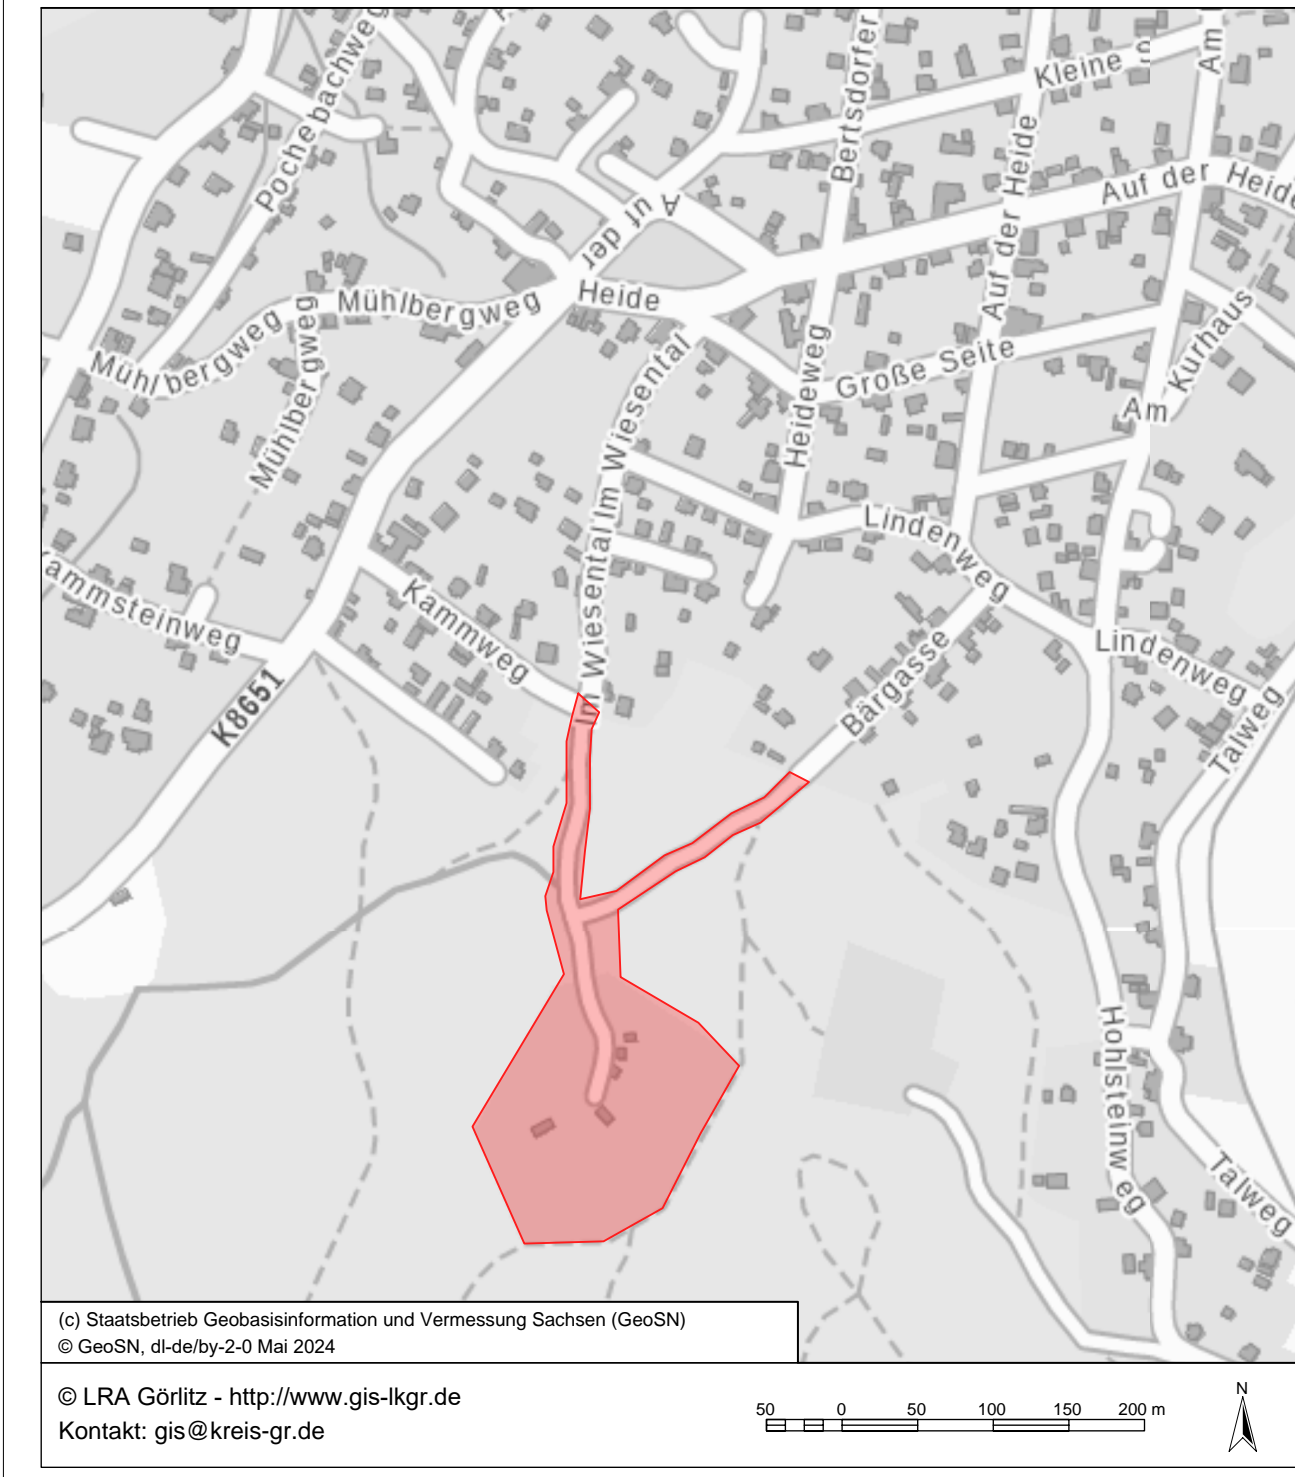 Pochebachweg
Bertsdorfer
Kleine
Am
Auf der Heide
Auf der Heide
Auf der
Heide
Mühlbergweg
Mühlbergweg
Mühlbergweg
Im Wiesental
Im Wiesental
Heideweg
Große Seite
Am Kurhaus
Lindenweg
Kammsteinweg
Kammweg
Bärgasse
Lindenweg
Talweg
K8651
Hohlsteinweg
Talweg
(c) Staatsbetrieb Geobasisinformation und Vermessung Sachsen (GeoSN)
© GeoSN, dl-de/by-2-0 Mai 2024
© LRA Görlitz - http://www.gis-lkgr.de
Kontakt: gis@kreis-gr.de
50 0 50 100 150 200 m
N